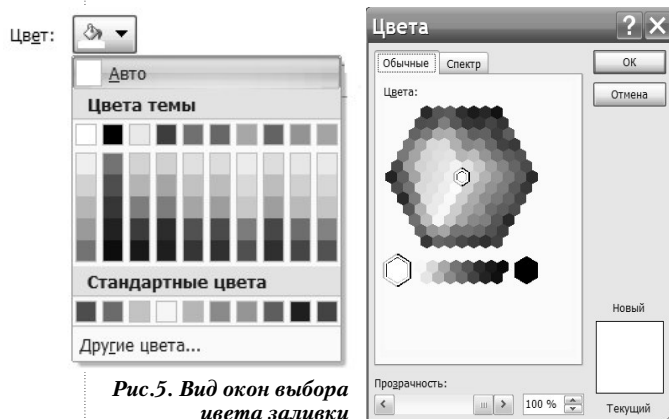 Цвет:
Авто
Цвета темы
Стандартные цвета
Другие цвета...
Рис.5. Вид окон выбора
цвета заливки
Цвета
Обычные
Спектр
ОК
Отмена
Цвета:
Новый
Прозрачность:
100 %
Текущий